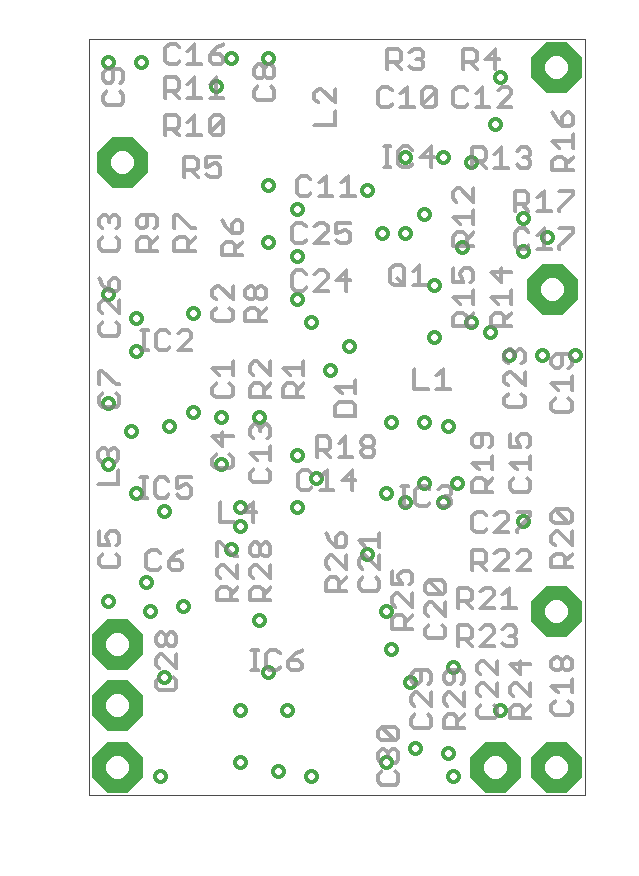 C16 R3 R4
C9 R11 C8 L2 C10 C12
R10 R16
R5 IC4 R13
C11 R12 R17
C3 R9 R7 R6 C25 C17
C26 C2 R8 C24 Q1 R15 R14
IC2
C7 C1 R2 R1 D1 L1 C23 C19
L8 C4 C13 R18 R19 C15
IC5 C14 IC3
L4 C27 R20
C5 C6 R27 R28 R26 C21 R22
R25 C20 R21
C28 IC6 R23
C29 R29 C22 R24 C18
C30